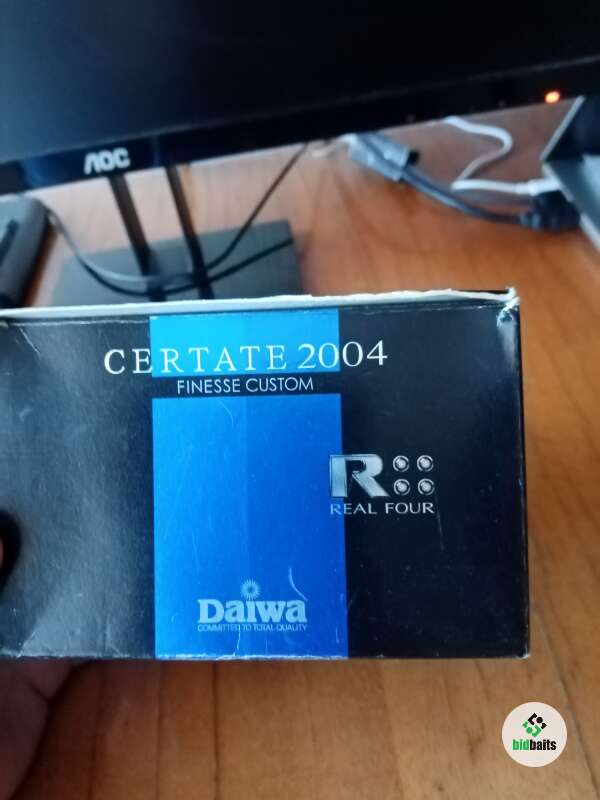 AOC
CERTATE 2004
FINESSE CUSTOM
R
REAL FOUR
Daiwa
COMMITTED TO TOTAL QUALITY
bidbaits